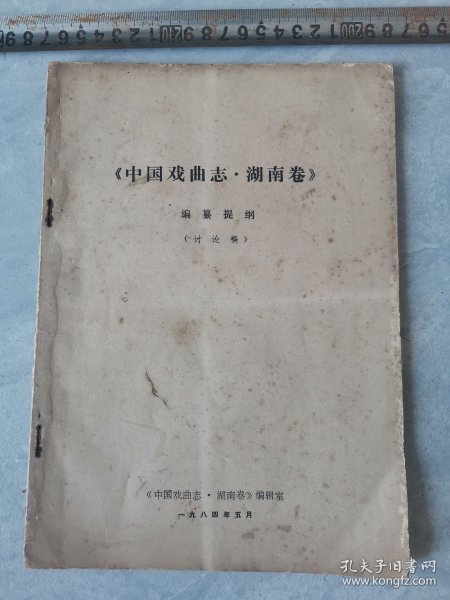 《中国戏曲志·湖南卷》
编纂提纲
(讨论稿)
《中国戏曲志·湖南卷》编辑室
一九八四年五月
孔夫子旧书网
www.kongfz.com